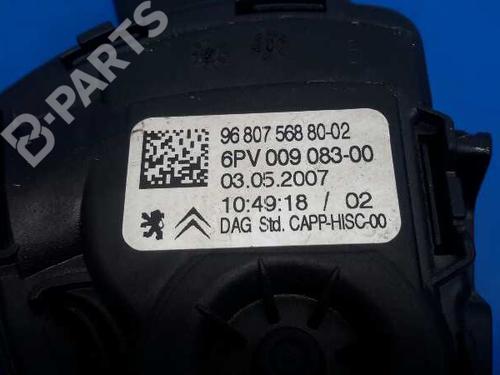 B-PARTS
96 807 568 80-02
6PV 009 083-00
03.05.2007
10:49:18 / 02
DAG Std. CAPP-HISC-00